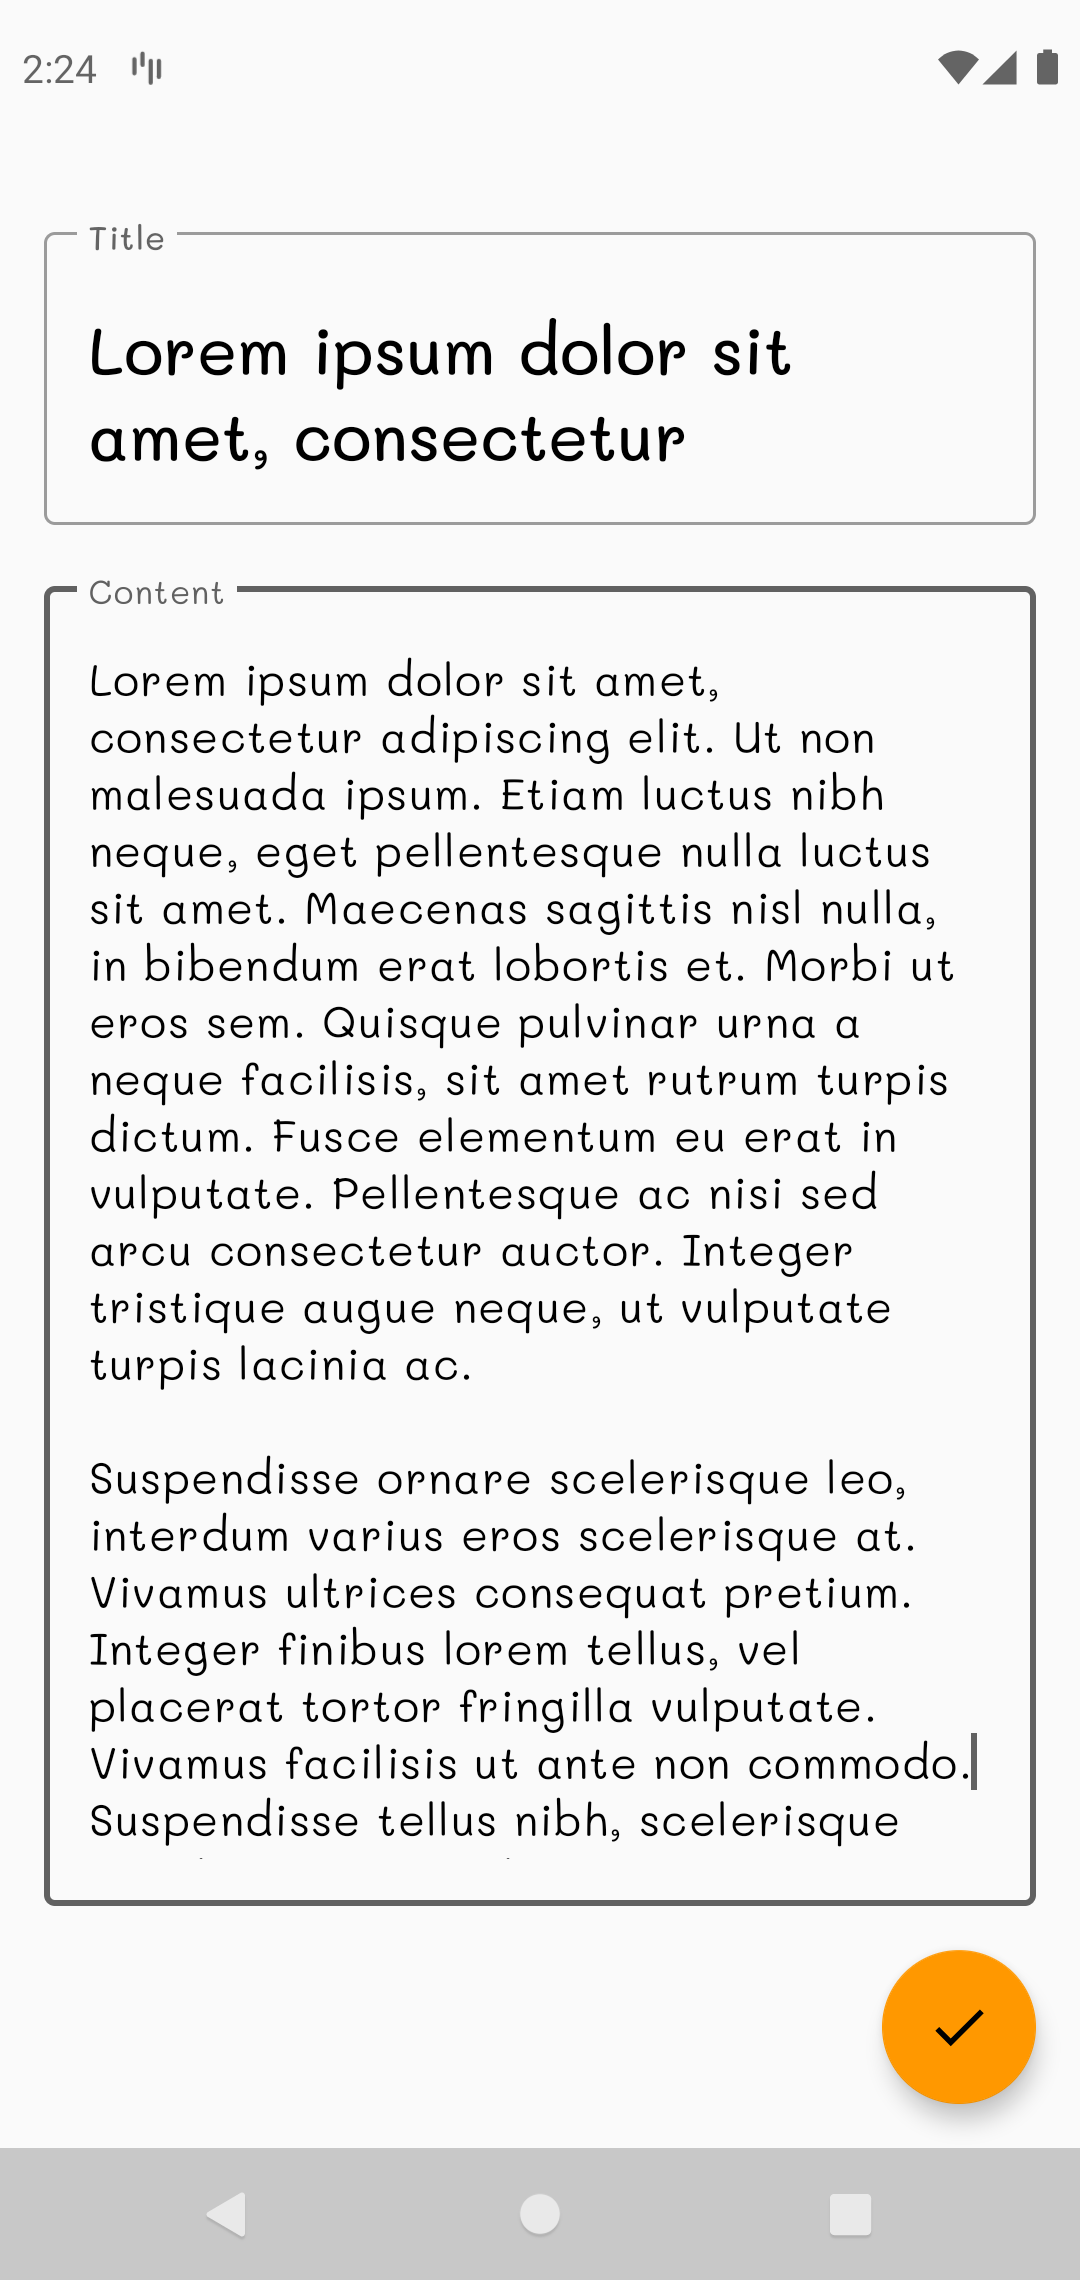 2:24
Title
Lorem ipsum dolor sit
amet, consectetur
Content
Lorem ipsum dolor sit amet,
consectetur adipiscing elit. Ut non
malesuada ipsum. Etiam luctus nibh
neque, eget pellentesque nulla luctus
sit amet. Maecenas sagittis nisl nulla,
in bibendum erat lobortis et. Morbi ut
eros sem. Quisque pulvinar urna a
neque facilisis, sit amet rutrum turpis
dictum. Fusce elementum eu erat in
vulputate. Pellentesque ac nisi sed
arcu consectetur auctor. Integer
tristique augue neque, ut vulputate
turpis lacinia ac.
Suspendisse ornare scelerisque leo,
interdum varius eros scelerisque at.
Vivamus ultrices consequat pretium.
Integer finibus lorem tellus, vel
placerat tortor fringilla vulputate.
Vivamus facilisis ut ante non commodo.
Suspendisse tellus nibh, scelerisque